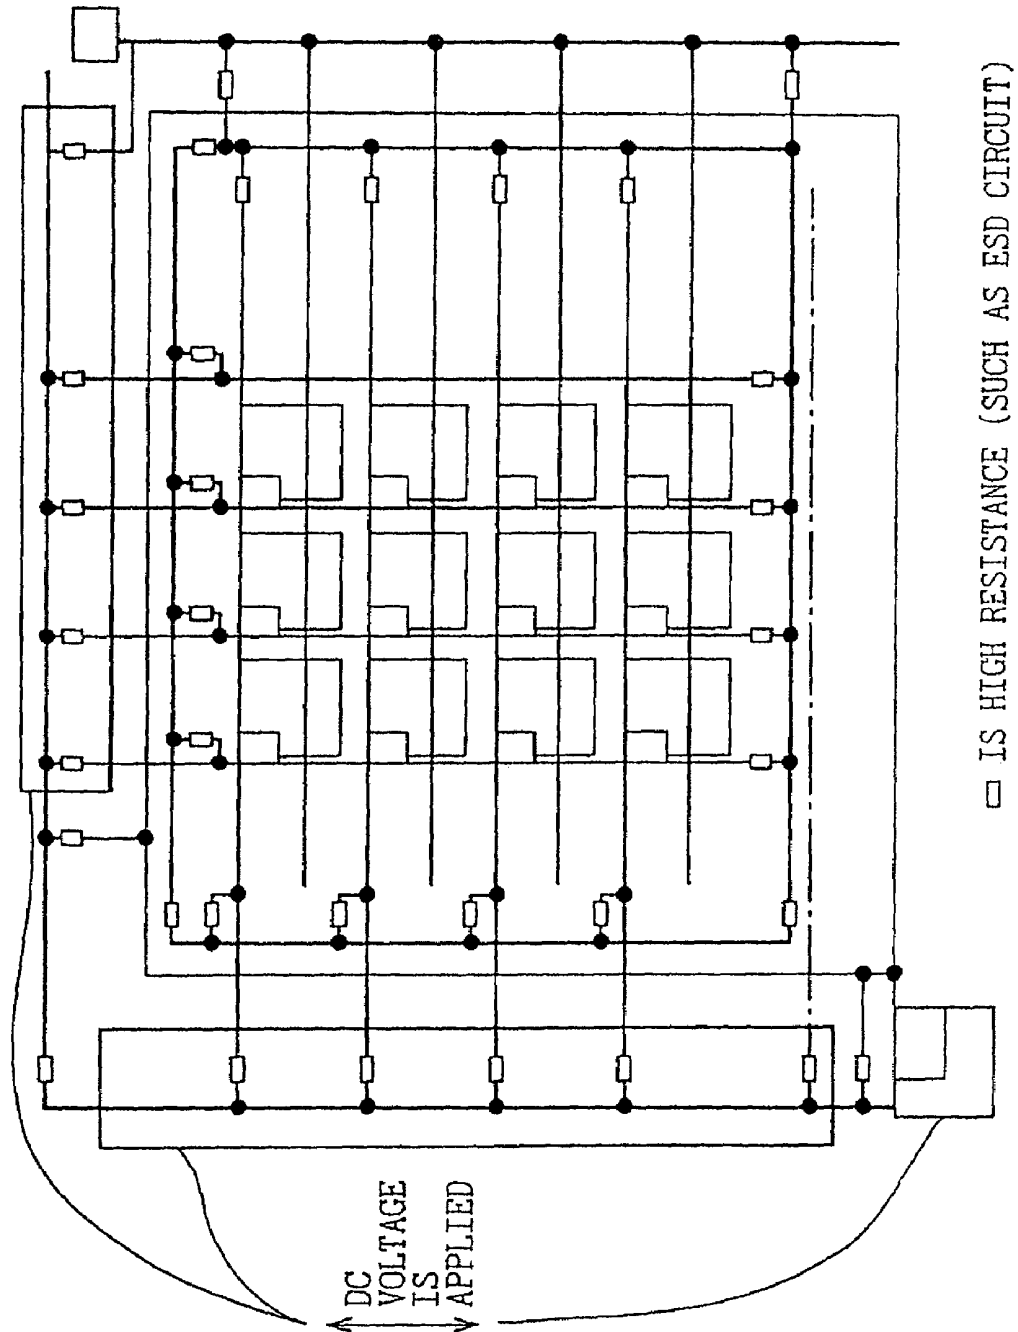 DC
VOLTAGE
IS
APPLIED
▭ IS HIGH RESISTANCE (SUCH AS ESD CIRCUIT)